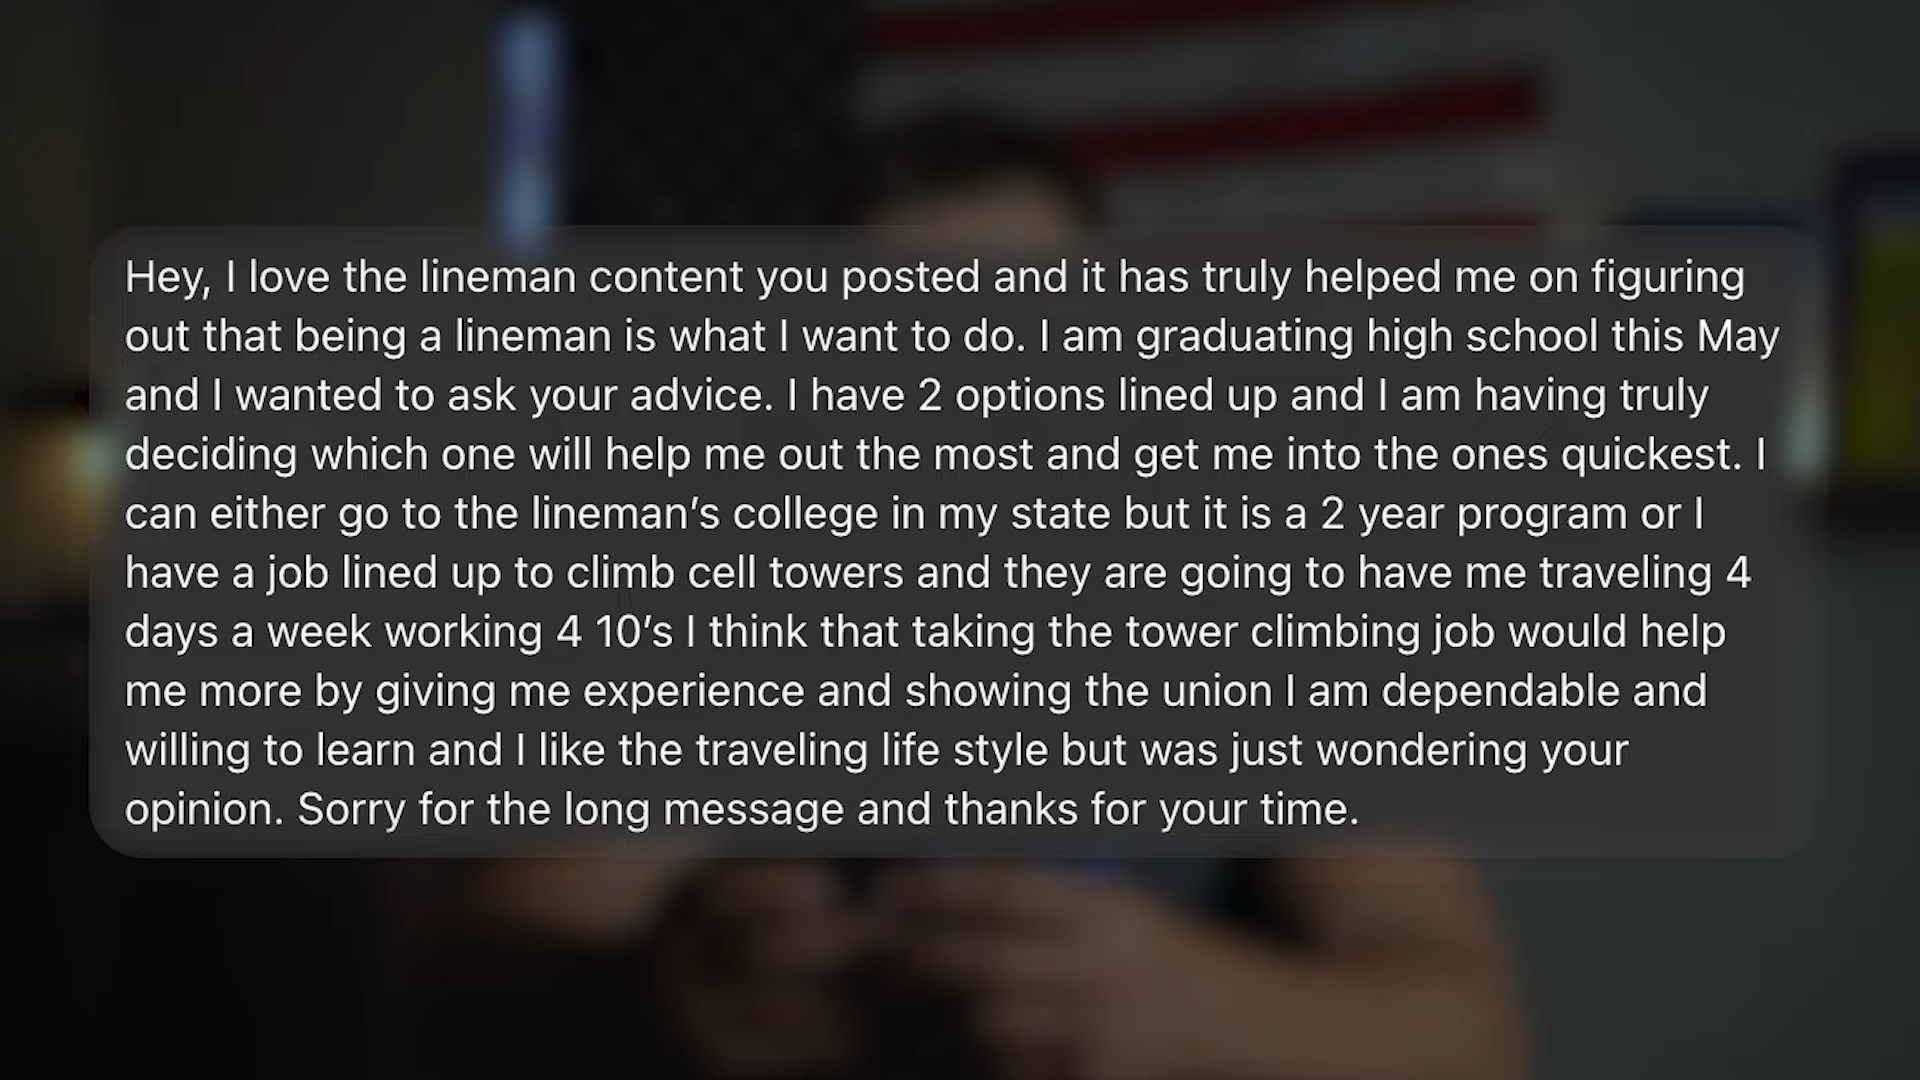 Hey, I love the lineman content you posted and it has truly helped me on figuring
out that being a lineman is what I want to do. I am graduating high school this May
and I wanted to ask your advice. I have 2 options lined up and I am having truly
deciding which one will help me out the most and get me into the ones quickest. I
can either go to the lineman’s college in my state but it is a 2 year program or I
have a job lined up to climb cell towers and they are going to have me traveling 4
days a week working 4 10’s I think that taking the tower climbing job would help
me more by giving me experience and showing the union I am dependable and
willing to learn and I like the traveling life style but was just wondering your
opinion. Sorry for the long message and thanks for your time.